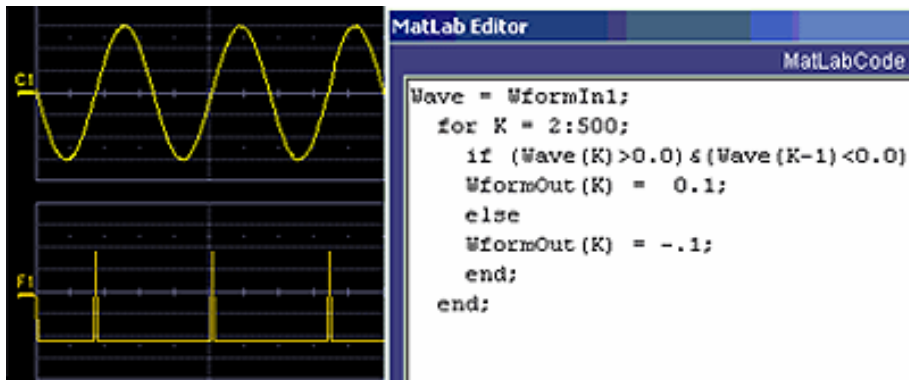 C1
F1
MatLab Editor
MatLabCode
Wave = WformIn1;
for K = 2:500;
if (Wave(K)>0.0)&(Wave(K-1)<0.0)
WformOut(K) = 0.1;
else
WformOut(K) = -.1;
end;
end;